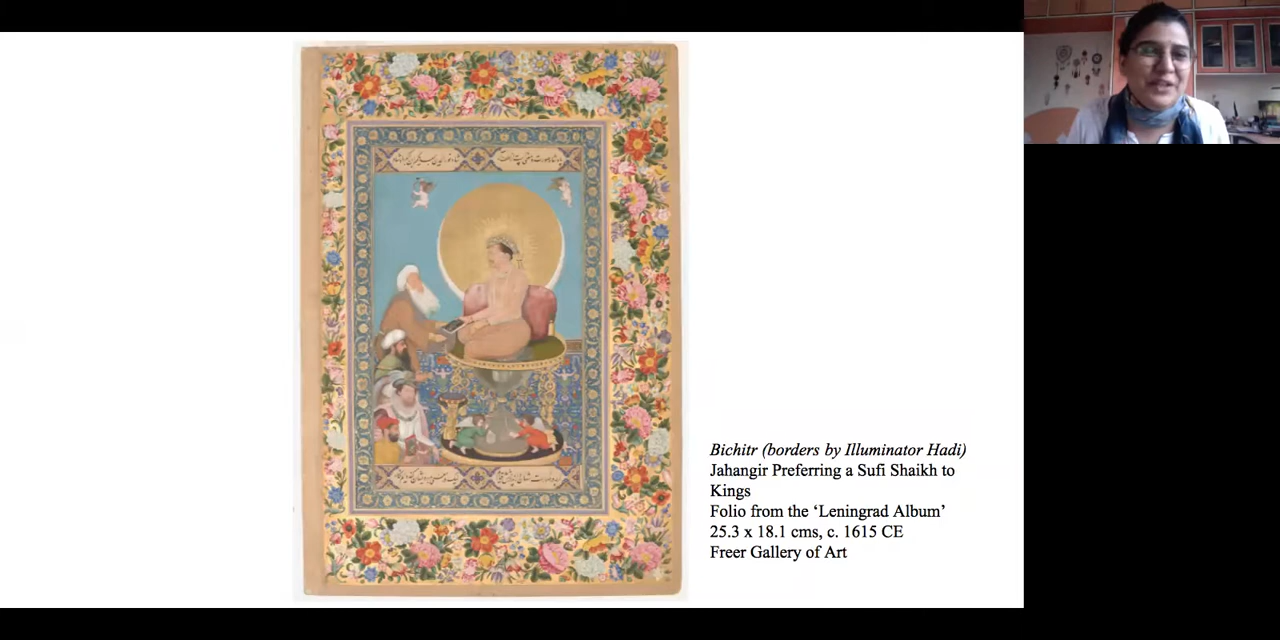 Bichitr (borders by Illuminator Hadi)
Jahangir Preferring a Sufi Shaikh to
Kings
Folio from the ‘Leningrad Album’
25.3 x 18.1 cms, c. 1615 CE
Freer Gallery of Art